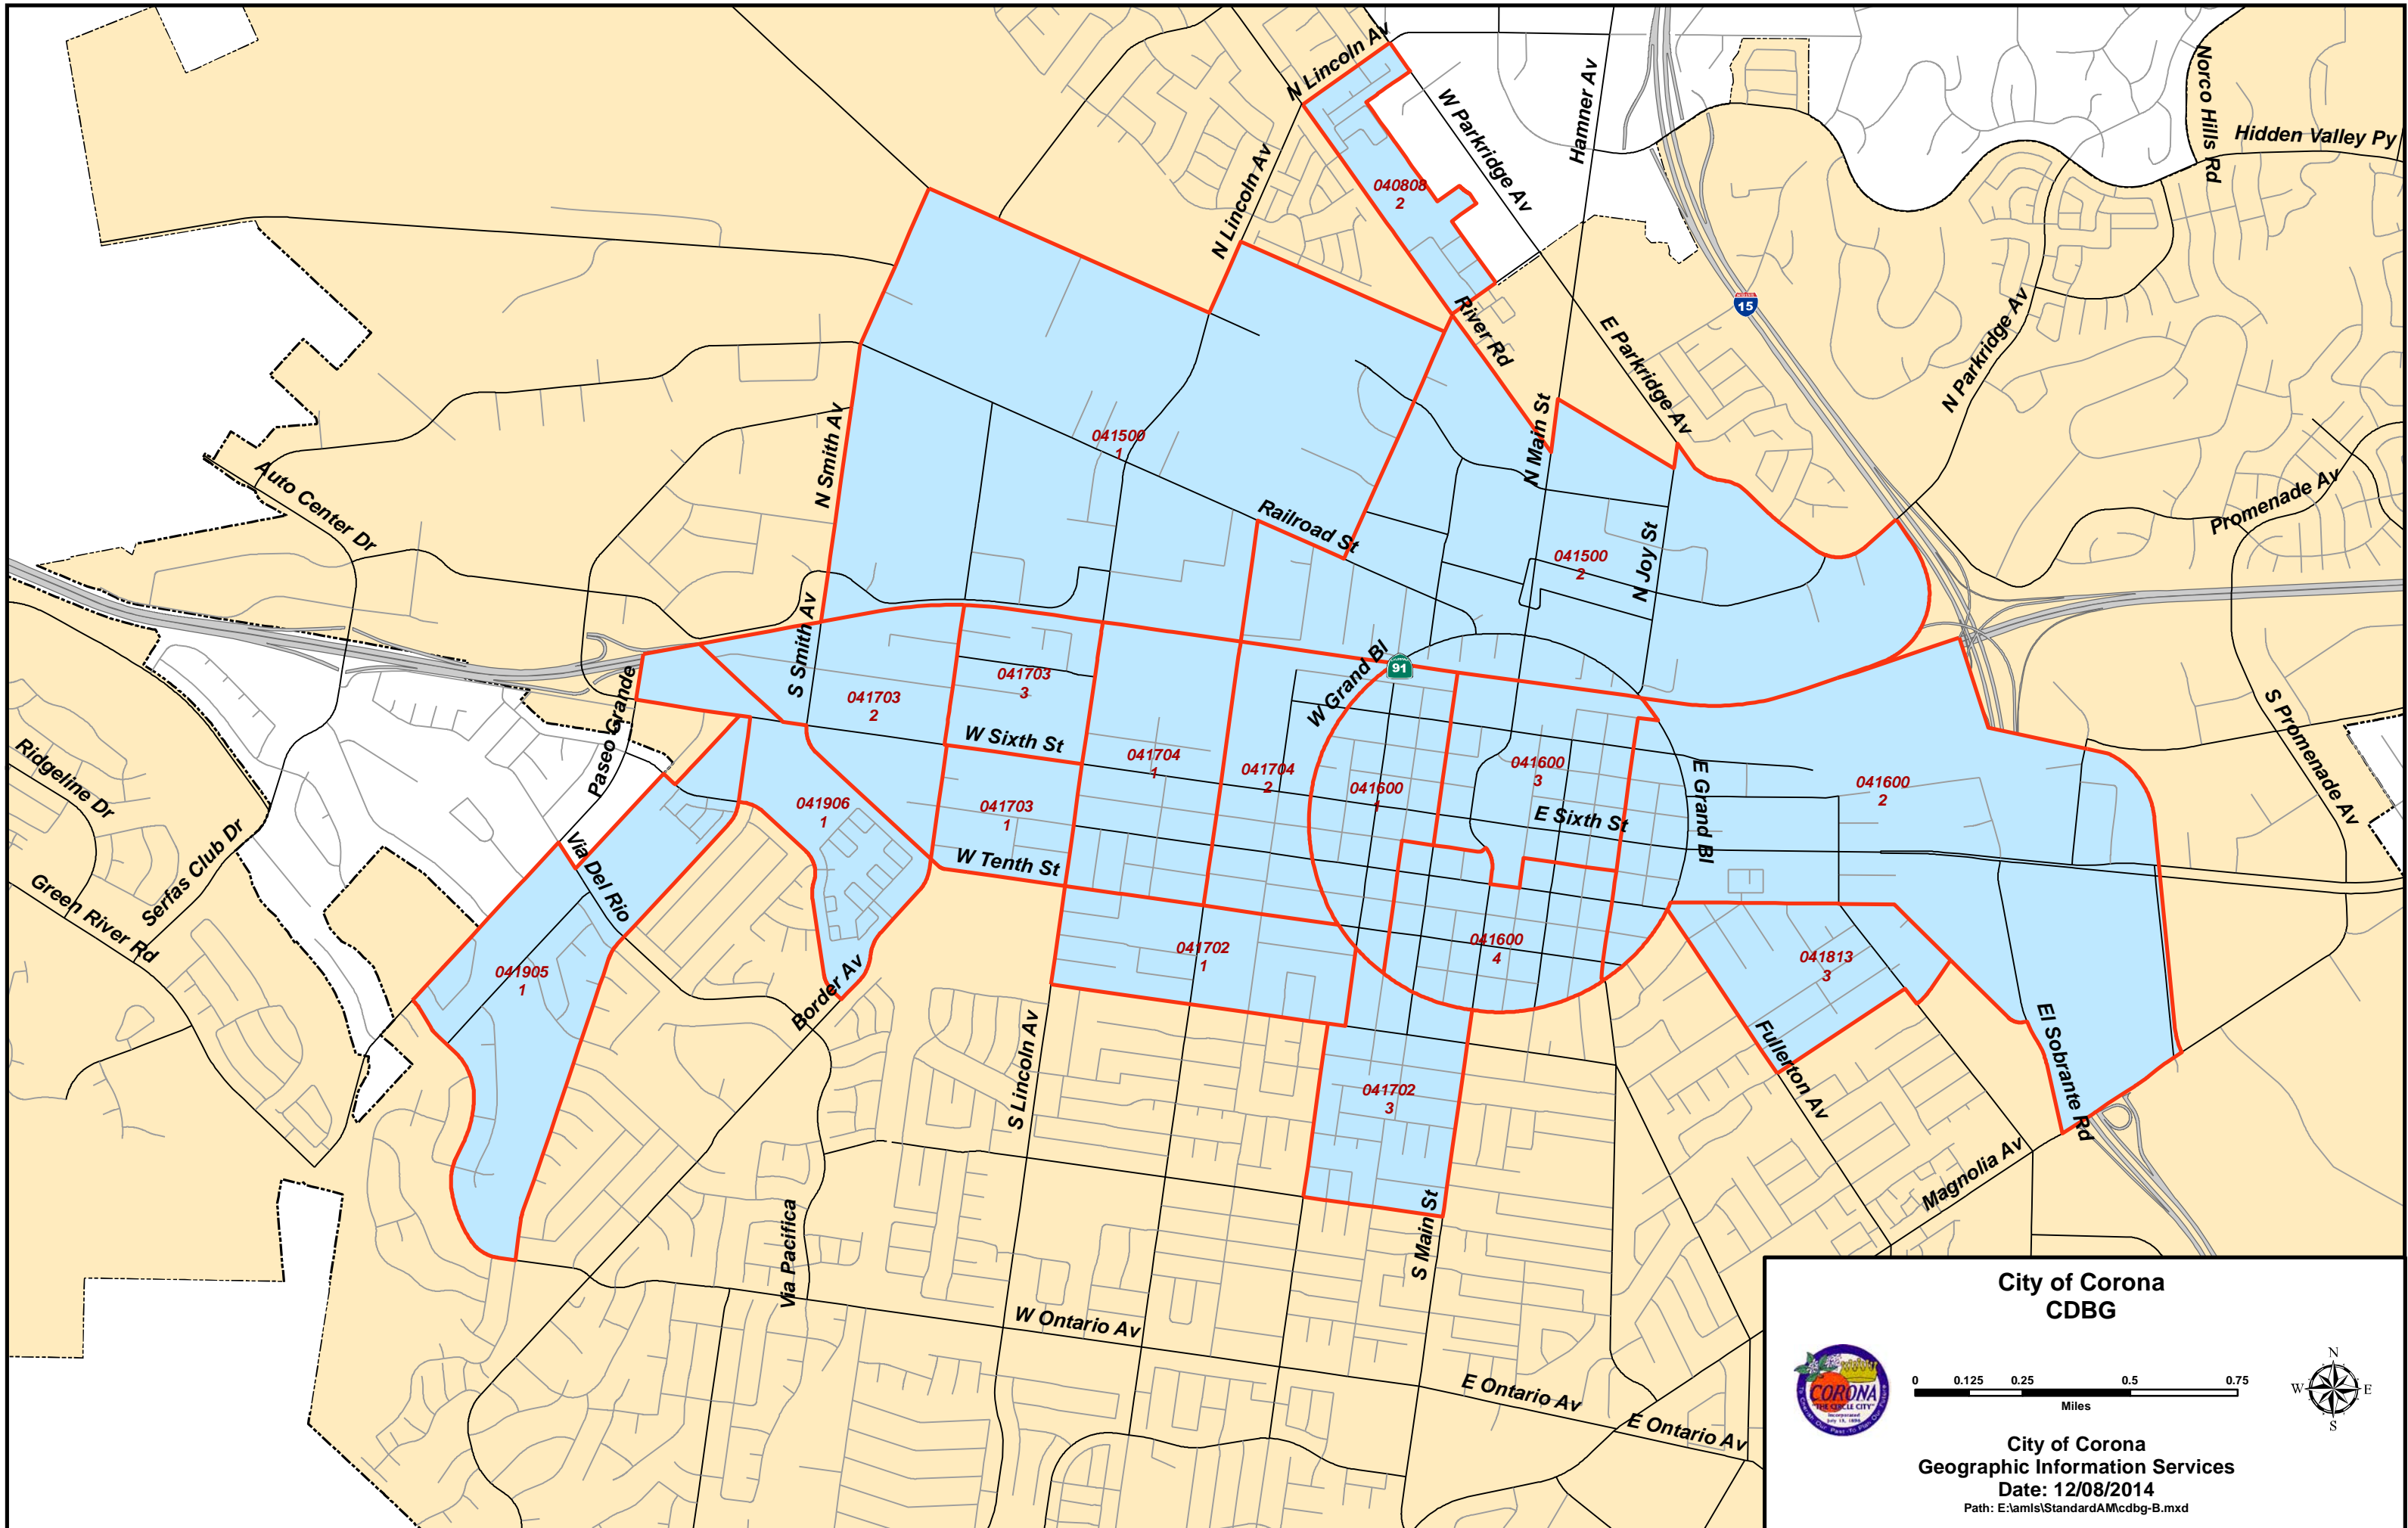 N Lincoln Av
W Parkridge Av
Hamner Av
Norco Hills Rd
Hidden Valley Py
N Lincoln Av
040808
2
River Rd
E Parkridge Av
15
N Parkridge Av
N Smith Av
041500
1
N Main St
Promenade Av
Auto Center Dr
Railroad St
041500
2
N Joy St
S Smith Av
W Grand Bl
91
Paseo Grande
041703
2
041703
3
W Sixth St
041704
1
041704
2
041600
1
041600
3
E Sixth St
E Grand Bl
041600
2
S Promenade Av
Ridgeline Dr
Serfas Club Dr
Green River Rd
Via Del Rio
041906
1
041703
1
W Tenth St
041905
1
Border Av
041702
1
041600
4
041813
3
Fullerton Av
El Sobrante Rd
S Lincoln Av
041702
3
Magnolia Av
Via Pacifica
S Main St
W Ontario Av
E Ontario Av
E Ontario Av
City of Corona
CDBG
CORONA
"THE CIRCLE CITY"
Incorporated
July 13, 1896
0 0.125 0.25 0.5 0.75
Miles
N
W E
S
City of Corona
Geographic Information Services
Date: 12/08/2014
Path: E:\amls\StandardAM\cdbg-B.mxd